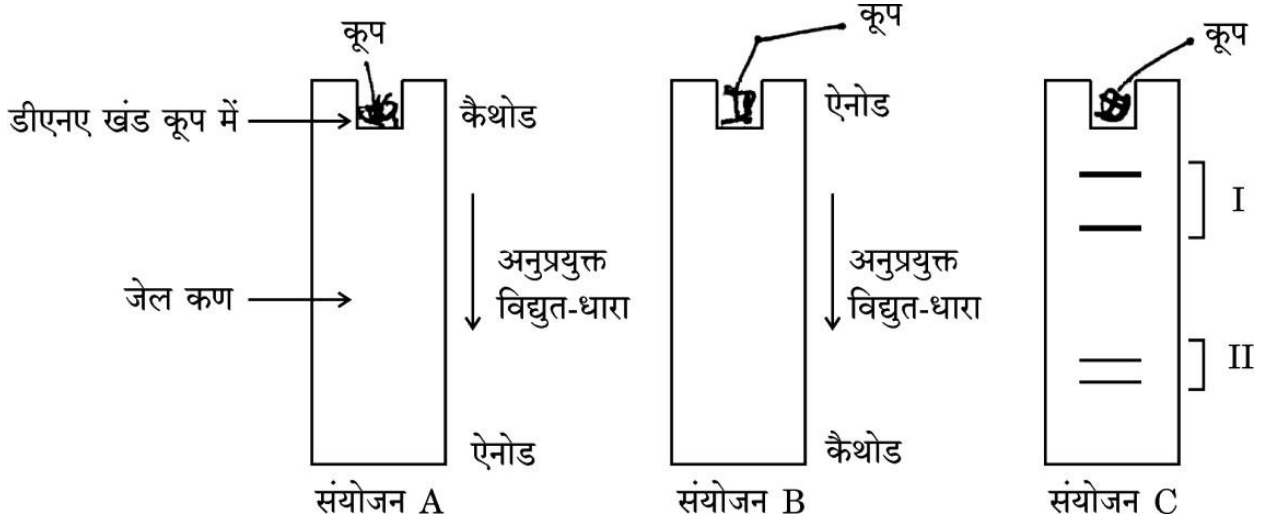 कूप
डीएनए खंड कूप में
कैथोड
जेल कण
अनुप्रयुक्त
विद्युत-धारा
ऐनोड
संयोजन A
कूप
ऐनोड
अनुप्रयुक्त
विद्युत-धारा
कैथोड
संयोजन B
कूप
I
II
संयोजन C